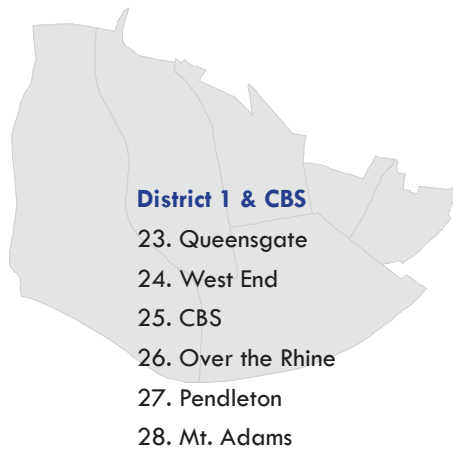 District 1 & CBS
23. Queensgate
24. West End
25. CBS
26. Over the Rhine
27. Pendleton
28. Mt. Adams